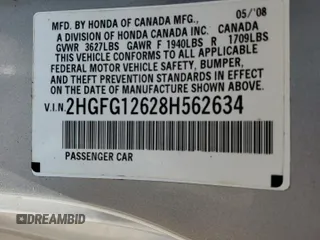 MFD. BY HONDA OF CANADA MFG., 05/'08
A DIVISION OF HONDA CANADA INC.
GVWR 3627LBS GAWR F 1940LBS R 1709LBS
THIS VEHICLE CONFORMS TO ALL APPLICABLE
FEDERAL MOTOR VEHICLE SAFETY, BUMPER,
AND THEFT PREVENTION STANDARDS IN EFFECT
ON THE DATE OF MANUFACTURE SHOWN ABOVE.
V.I.N. 2HGFG12628H562634
PASSENGER CAR
DREAMBID